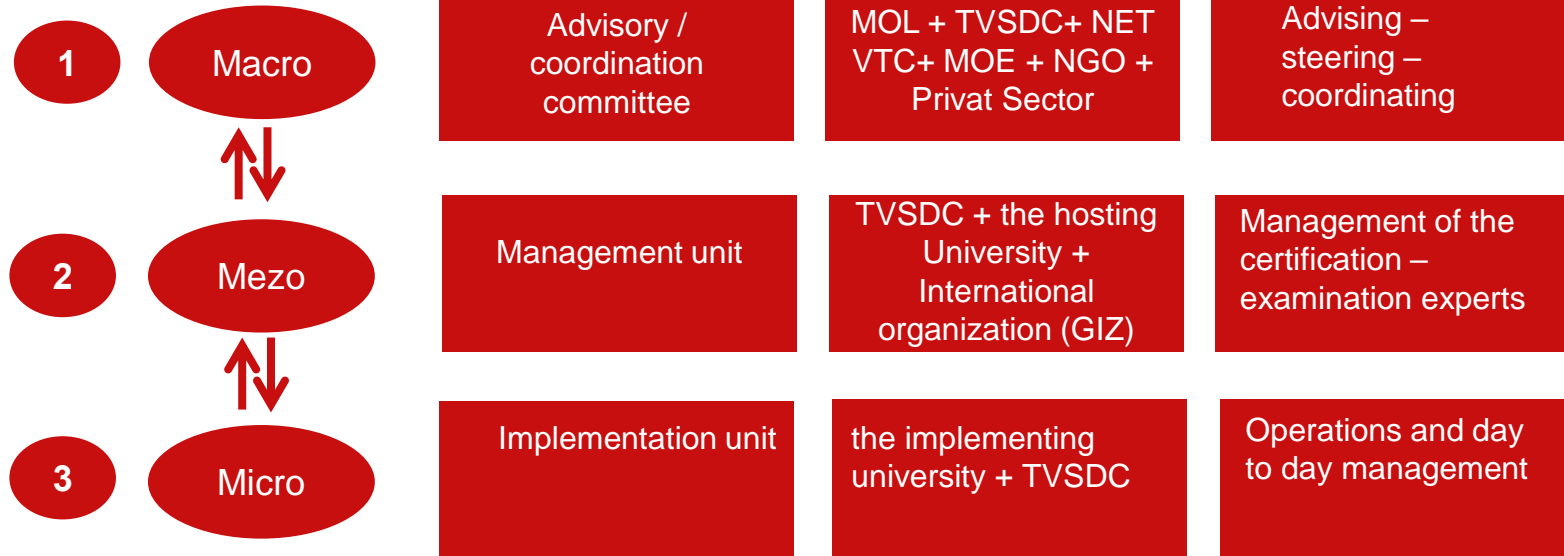 1
Macro
Advisory /
coordination
committee
MOL + TVSDC+ NET
VTC+ MOE + NGO +
Privat Sector
Advising –
steering –
coordinating
2
Mezo
Management unit
TVSDC + the hosting
University +
International
organization (GIZ)
Management of the
certification –
examination experts
3
Micro
Implementation unit
the implementing
university + TVSDC
Operations and day
to day management